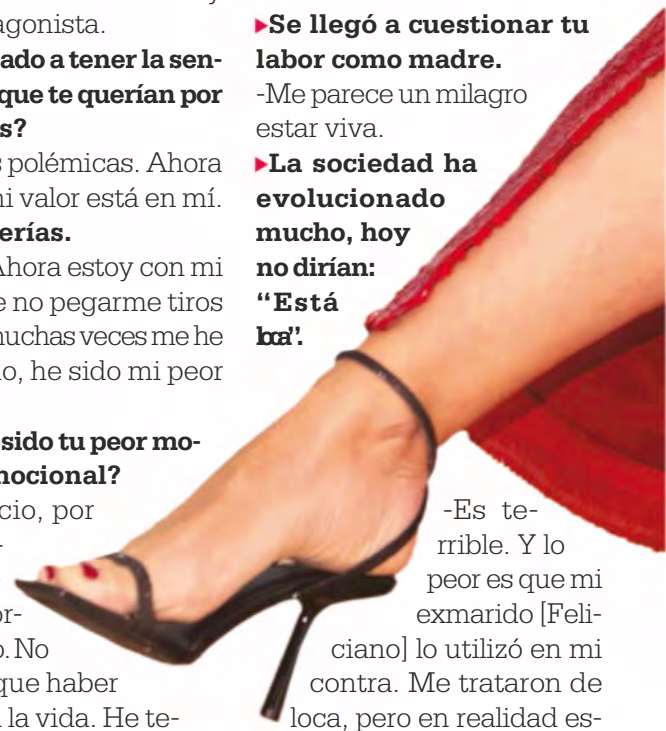 agonista.
ado a tener la sen-
que te querían por
s?
s polémicas. Ahora
ni valor está en mí.
erías.
Ahora estoy con mi
e no pegarme tiros
nuchas veces me he
o, he sido mi peor
sido tu peor mo-
nocional?
cio, por
-
or-
o. No
que haber
la vida. He te-
▸Se llegó a cuestionar tu
labor como madre.
-Me parece un milagro
estar viva.
▸La sociedad ha
evolucionado
mucho, hoy
no dirían:
“Está
loca”.
-Es te-
rrible. Y lo
peor es que mi
exmarido [Feli-
ciano] lo utilizó en mi
contra. Me trataron de
loca, pero en realidad es-